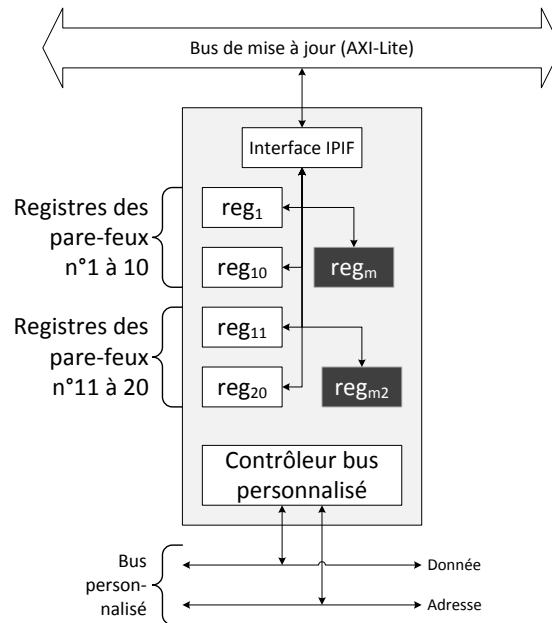 Bus de mise à jour (AXI-Lite)
Interface IPIF
Registres des
pare-feux
n°1 à 10
reg1
reg10
regm
Registres des
pare-feux
n°11 à 20
reg11
reg20
regm2
Contrôleur bus
personnalisé
Bus
person-
nalisé
Donnée
Adresse